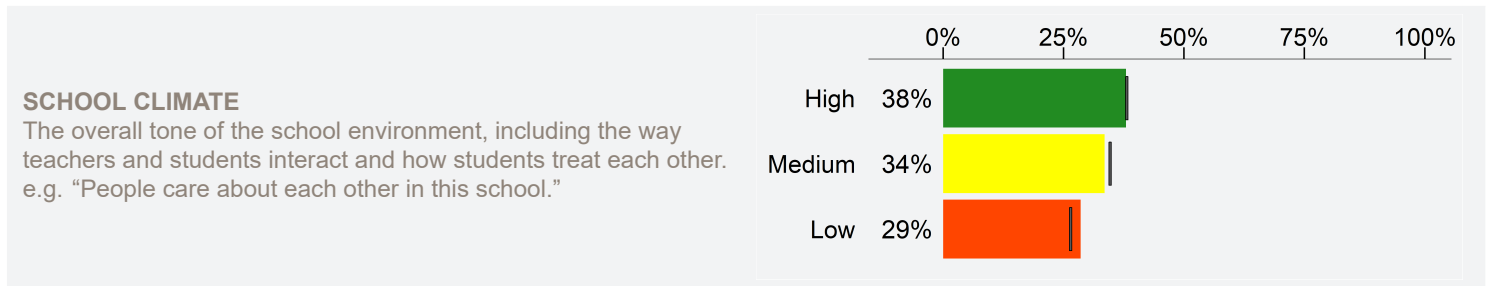 SCHOOL CLIMATE
The overall tone of the school environment, including the way
teachers and students interact and how students treat each other.
e.g. “People care about each other in this school.”
0% 25% 50% 75% 100%
High 38%
Medium 34%
Low 29%